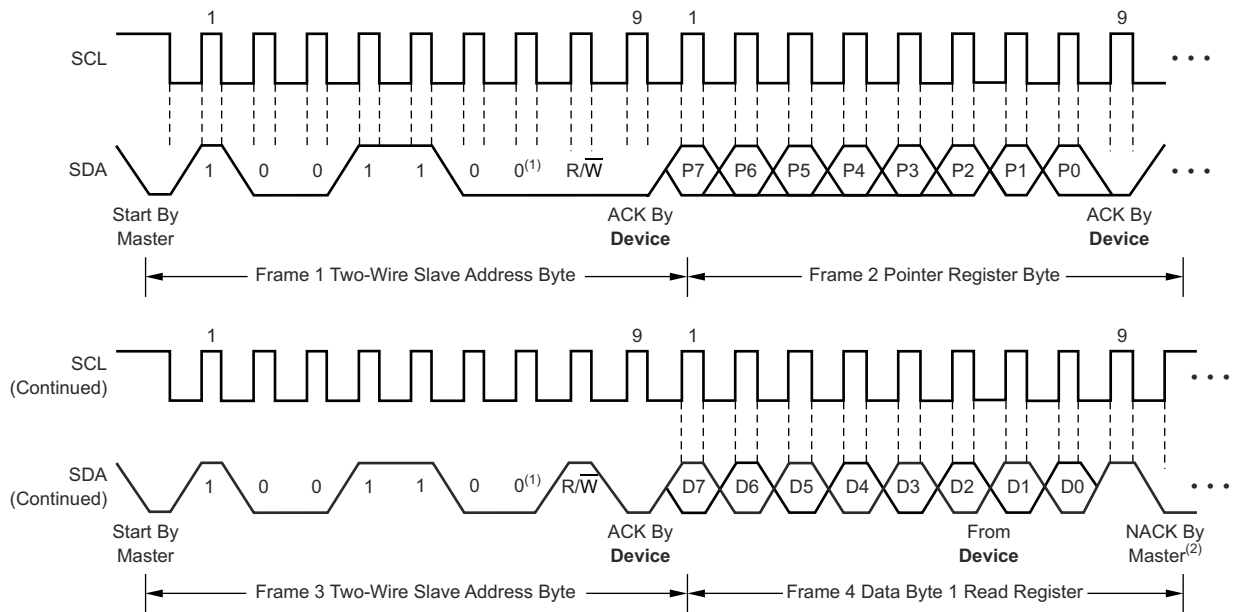 1 9 1 9
SCL
SDA 1 0 0 1 1 0 0(1) R/W̅ P7 P6 P5 P4 P3 P2 P1 P0
Start By
Master
ACK By
Device
ACK By
Device
Frame 1 Two-Wire Slave Address Byte
Frame 2 Pointer Register Byte
1 9 1 9
SCL
(Continued)
SDA
(Continued)
1 0 0 1 1 0 0(1) R/W̅ D7 D6 D5 D4 D3 D2 D1 D0
Start By
Master
ACK By
Device
From
Device
NACK By
Master(2)
Frame 3 Two-Wire Slave Address Byte
Frame 4 Data Byte 1 Read Register